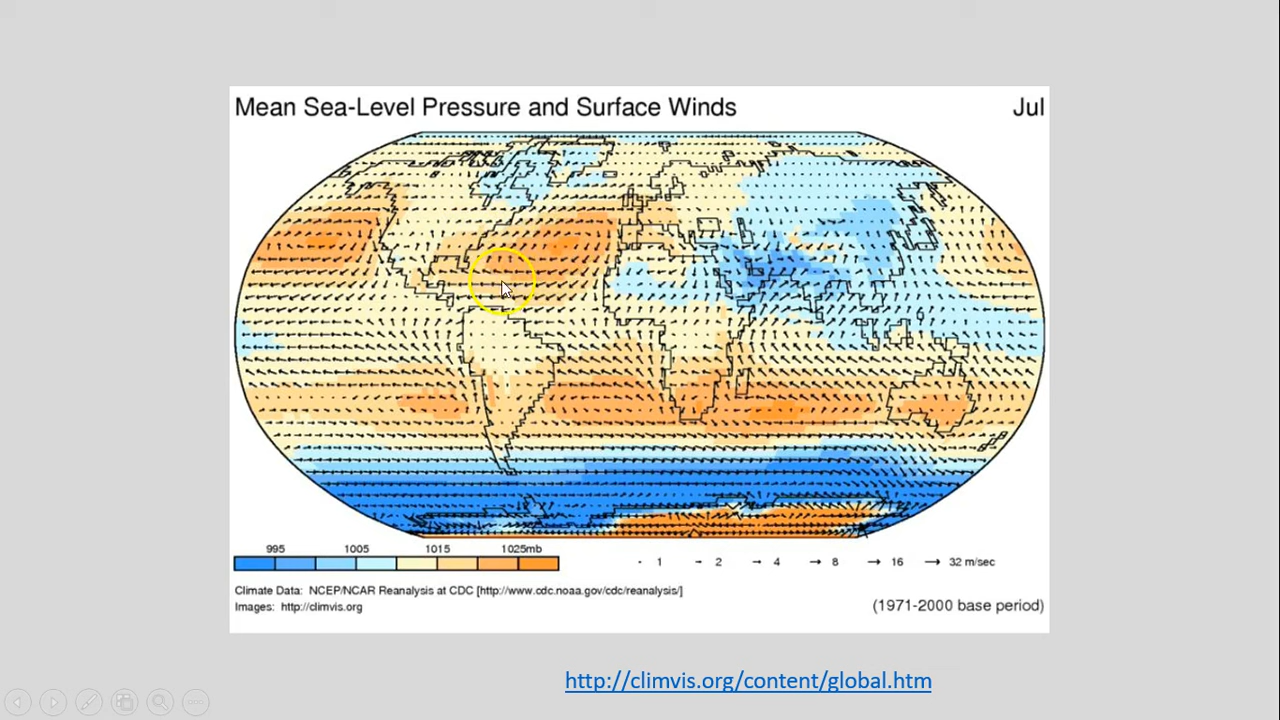 Mean Sea-Level Pressure and Surface Winds Jul
995 1005 1015 1025mb
1 2 4 8 16 32 m/sec
Climate Data: NCEP/NCAR Reanalysis at CDC [http://www.cdc.noaa.gov/cdc/reanalysis/]
Images: http://climvis.org
(1971-2000 base period)
http://climvis.org/content/global.htm